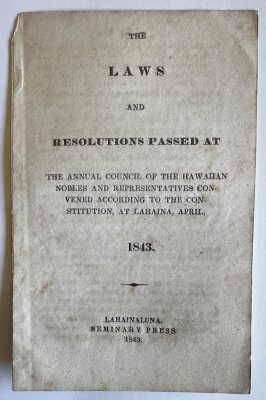 THE
LAWS
AND
RESOLUTIONS PASSED AT
THE ANNUAL COUNCIL OF THE HAWAIIAN
NOBLES AND REPRESENTATIVES CON-
VENED ACCORDING TO THE CON-
STITUTION, AT LAHAINA, APRIL,
1843.
LAHAINALUNA.
SEMINARY PRESS
1843.